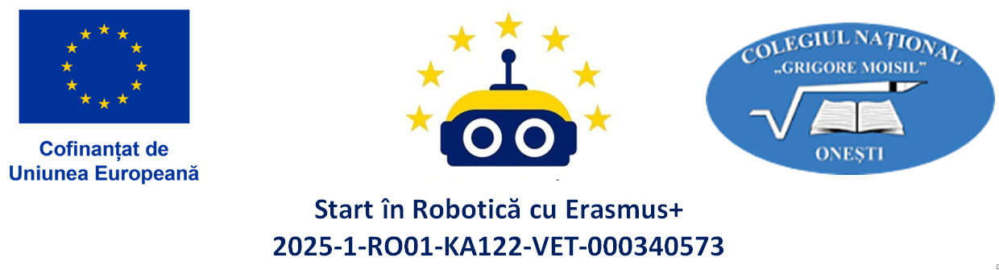 Cofinanțat de
Uniunea Europeană
COLEGIUL NAȚIONAL
„GRIGORE MOISIL”
ONEȘTI
Start în Robotică cu Erasmus+
2025-1-RO01-KA122-VET-000340573